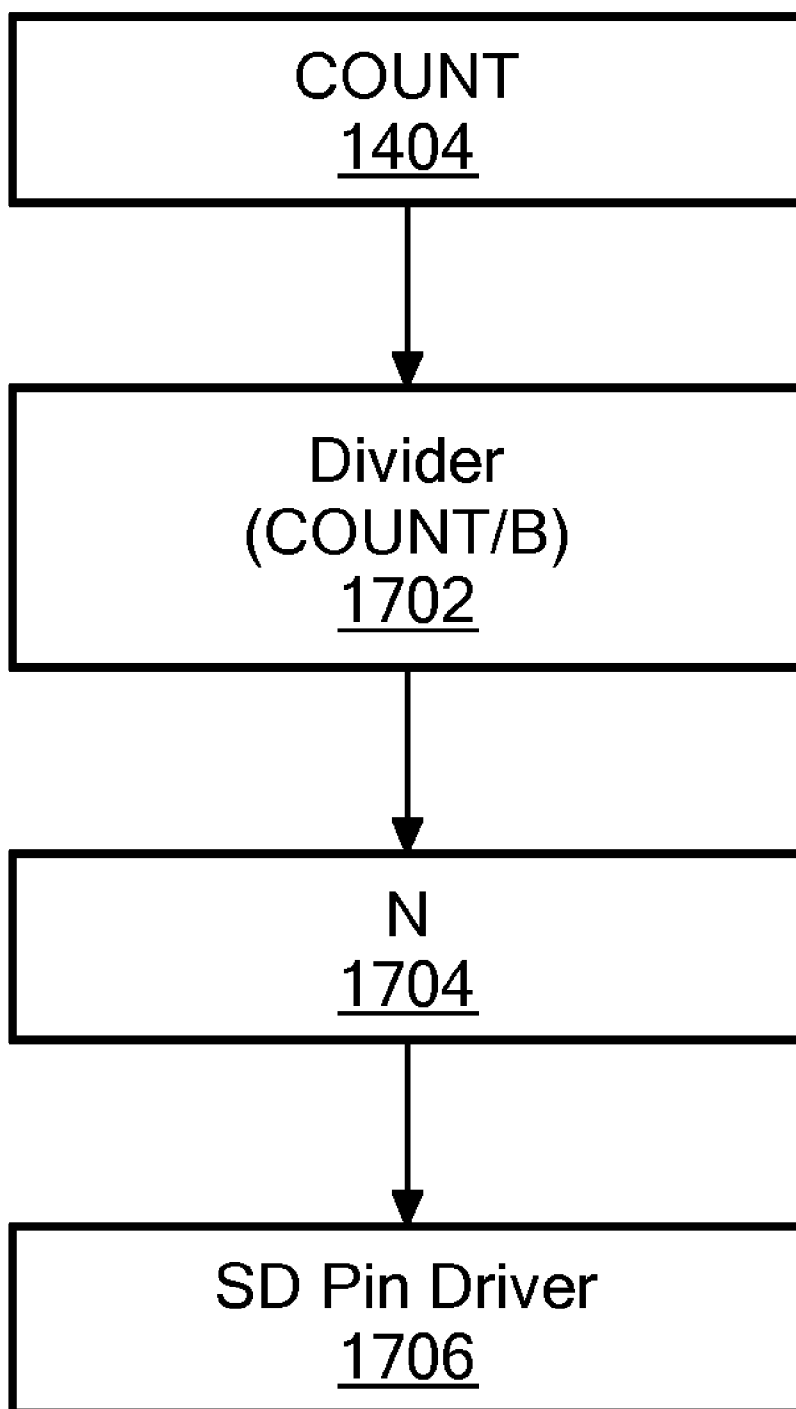 COUNT
1404
Divider
(COUNT/B)
1702
N
1704
SD Pin Driver
1706